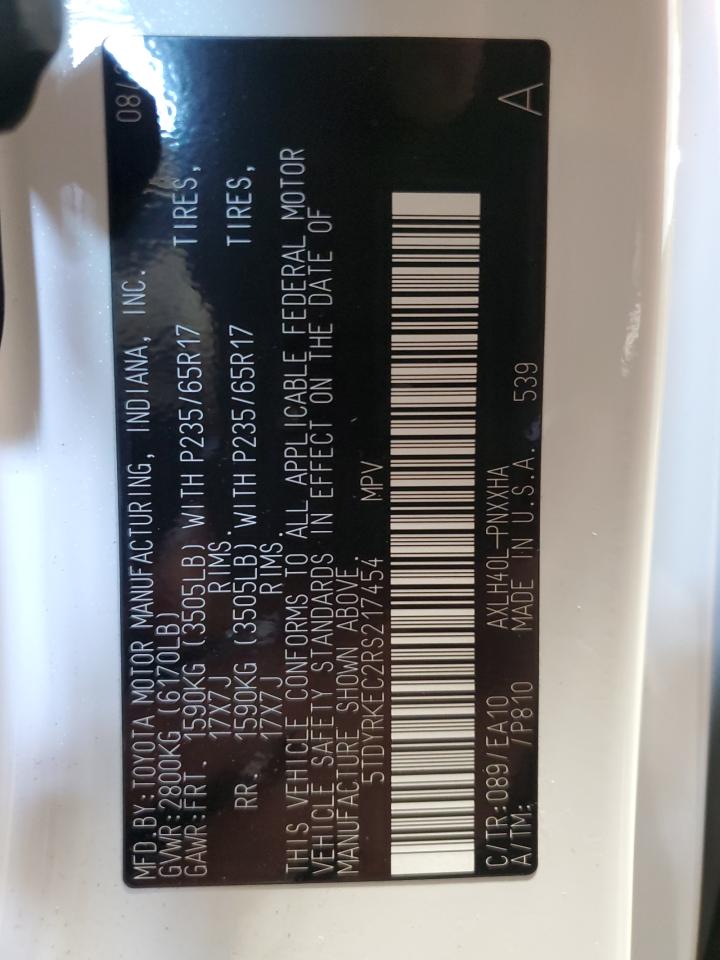 08/
MFD.BY:TOYOTA MOTOR MANUFACTURING, INDIANA, INC.
GVWR:2800KG (6170LB)
GAWR:FRT. 1590KG (3505LB) WITH P235/65R17 TIRES,
17X7J RIMS.
RR. 1590KG (3505LB) WITH P235/65R17 TIRES,
17X7J RIMS.
THIS VEHICLE CONFORMS TO ALL APPLICABLE FEDERAL MOTOR
VEHICLE SAFETY STANDARDS IN EFFECT ON THE DATE OF
MANUFACTURE SHOWN ABOVE.
5TDYRKEC2RS217454 MPV
C/TR:089/EA10 AXLH40L-PNXXHA
A/TM: /P810 MADE IN U.S.A. 539
A